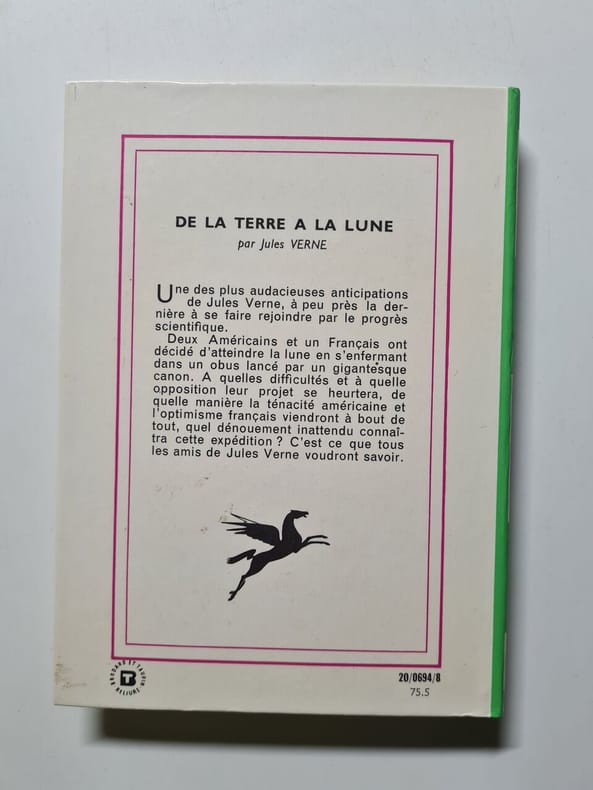 DE LA TERRE A LA LUNE
par Jules VERNE
Une des plus audacieuses anticipations
de Jules Verne, à peu près la der-
nière à se faire rejoindre par le progrès
scientifique.
Deux Américains et un Français ont
décidé d'atteindre la lune en s'enfermant
dans un obus lancé par un gigantesque
canon. A quelles difficultés et à quelle
opposition leur projet se heurtera, de
quelle manière la ténacité américaine et
l'optimisme français viendront à bout de
tout, quel dénouement inattendu connaî-
tra cette expédition ? C'est ce que tous
les amis de Jules Verne voudront savoir.
BRODARD ET TAUPIN
RELIURE
20/0694/8
75.5